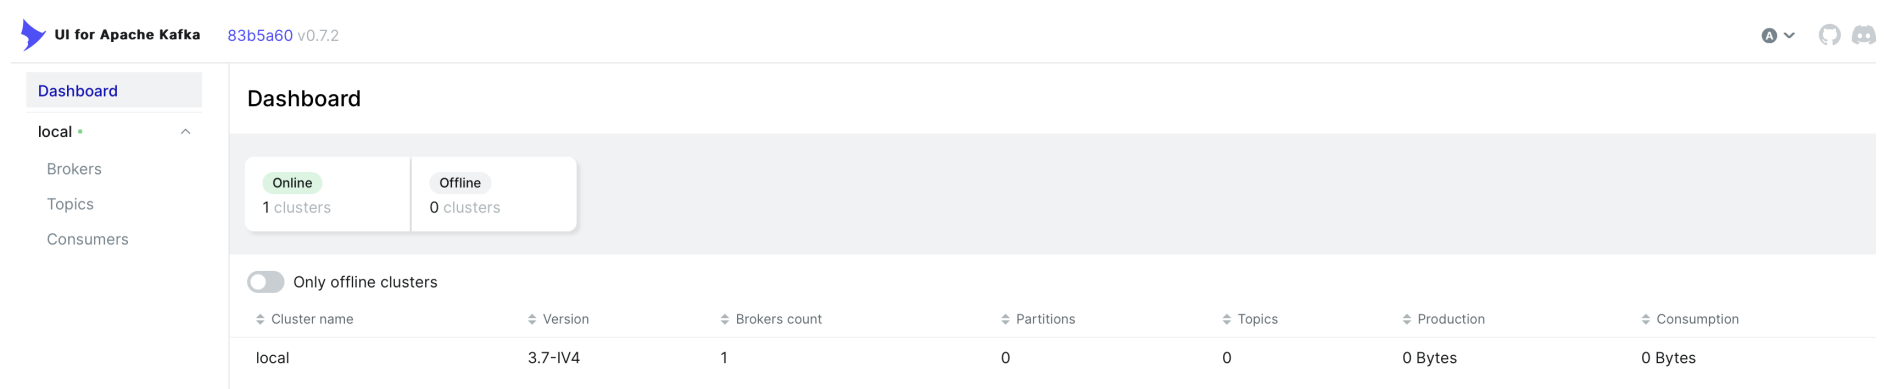 UI for Apache Kafka 83b5a60 v0.7.2 A
Dashboard
local
Brokers
Topics
Consumers
Dashboard
Online Offline
1 clusters 0 clusters
Only offline clusters
Cluster name Version Brokers count Partitions Topics Production Consumption
local 3.7-IV4 1 0 0 0 Bytes 0 Bytes